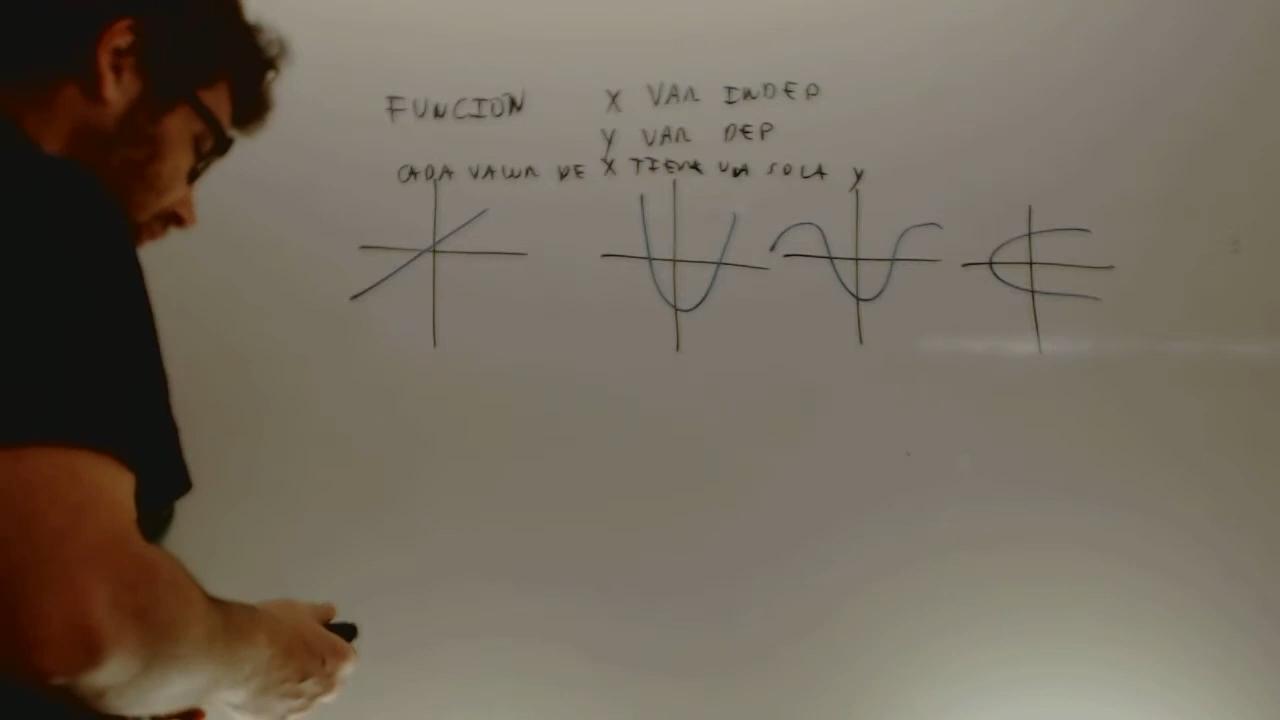 FUNCION X VAR INDEP
Y VAR DEP
CADA VALOR DE X TIENE UNA SOLA Y